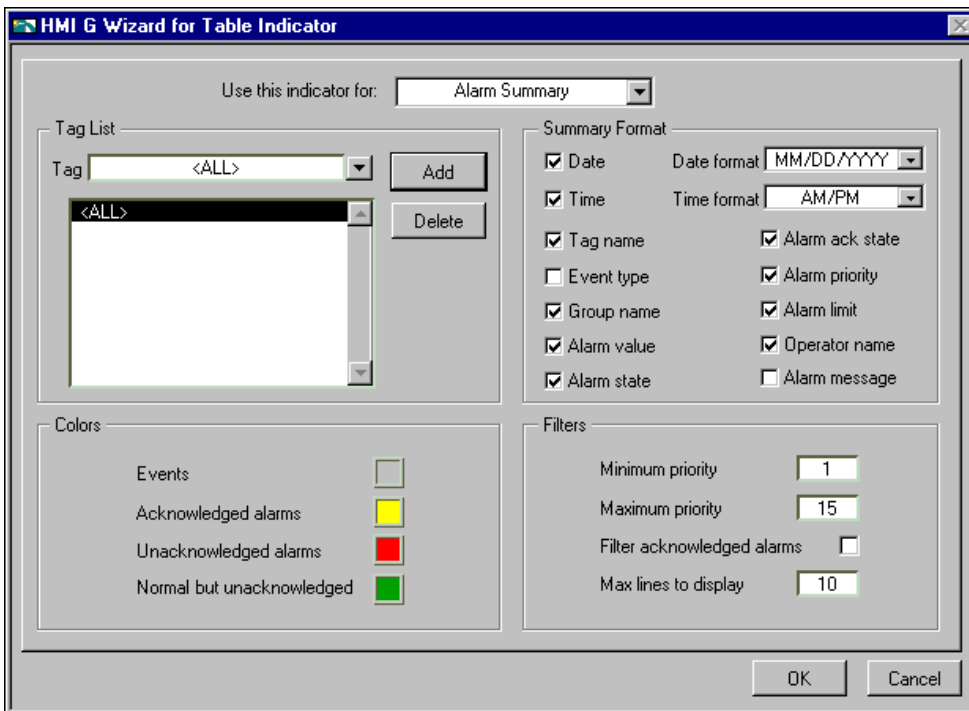 HMI G Wizard for Table Indicator
Use this indicator for: Alarm Summary
Tag List
Tag <ALL> Add
<ALL>
Delete
Summary Format
Date Date format MM/DD/YYYY
Time Time format AM/PM
Tag name Alarm ack state
Event type Alarm priority
Group name Alarm limit
Alarm value Operator name
Alarm state Alarm message
Colors
Events
Acknowledged alarms
Unacknowledged alarms
Normal but unacknowledged
Filters
Minimum priority 1
Maximum priority 15
Filter acknowledged alarms
Max lines to display 10
OK Cancel